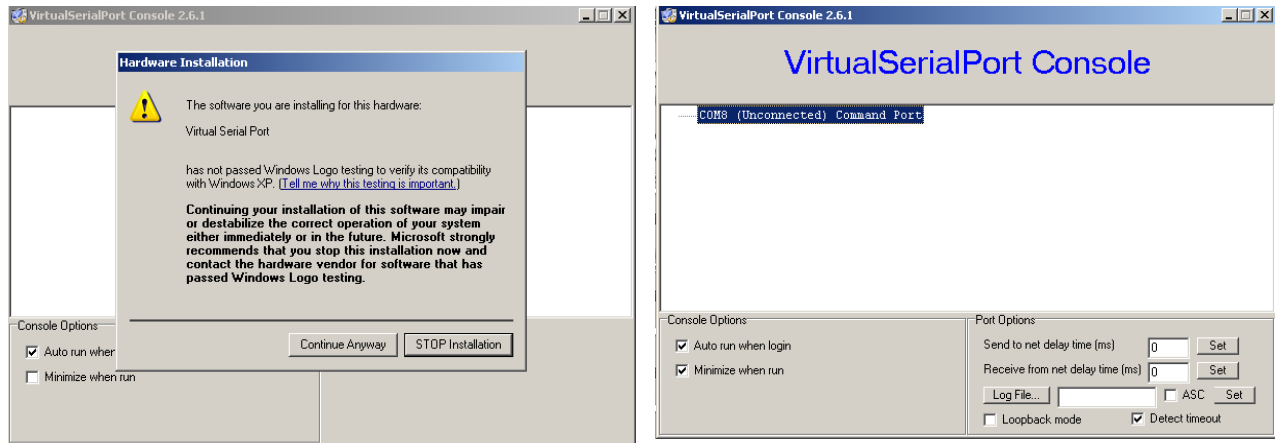 VirtualSerialPort Console 2.6.1
Hardware Installation
The software you are installing for this hardware:
Virtual Serial Port
has not passed Windows Logo testing to verify its compatibility
with Windows XP. (Tell me why this testing is important.)
Continuing your installation of this software may impair
or destabilize the correct operation of your system
either immediately or in the future. Microsoft strongly
recommends that you stop this installation now and
contact the hardware vendor for software that has
passed Windows Logo testing.
Continue Anyway
STOP Installation
Console Options
Auto run when
Minimize when run
VirtualSerialPort Console 2.6.1
VirtualSerialPort Console
COM8 (Unconnected) Command Port
Console Options
Auto run when login
Minimize when run
Port Options
Send to net delay time (ms) 0 Set
Receive from net delay time (ms) 0 Set
Log File... ASC Set
Loopback mode Detect timeout